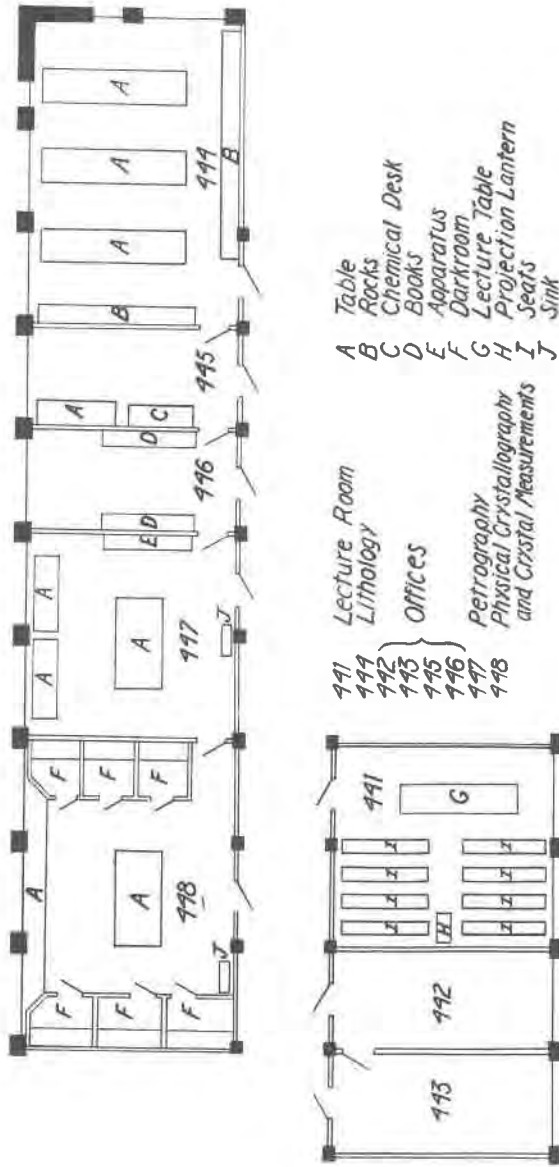 F
F
F
A
A
448
J
F
F
F
A
A
A
447
J
E D
446
D
A
C
445
B
A
A
A
444
B
443
442
H
I I I I
I I I I
G
441
441 Lecture Room
444 Lithology
442
443
445
446
Offices
447 Petrography
448 Physical Crystallography
and Crystal Measurements
A Table
B Rocks
C Chemical Desk
D Books
E Apparatus
F Darkroom
G Lecture Table
H Projection Lantern
I Seats
J Sink